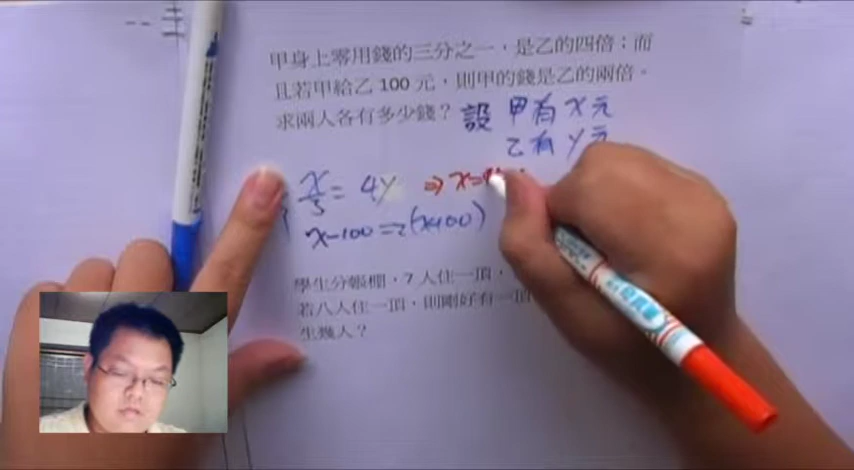 甲身上零用錢的三分之一，是乙的四倍；而
且若甲給乙 100 元，則甲的錢是乙的兩倍。
求兩人各有多少錢？ 設 甲有 x 元
乙有 y 元
x/3 = 4y ⇒ x=
x-100=2(x+100)
學生分帳棚，7 人住一頂，
若八人住一頂，則剛好有一頂
生幾人？